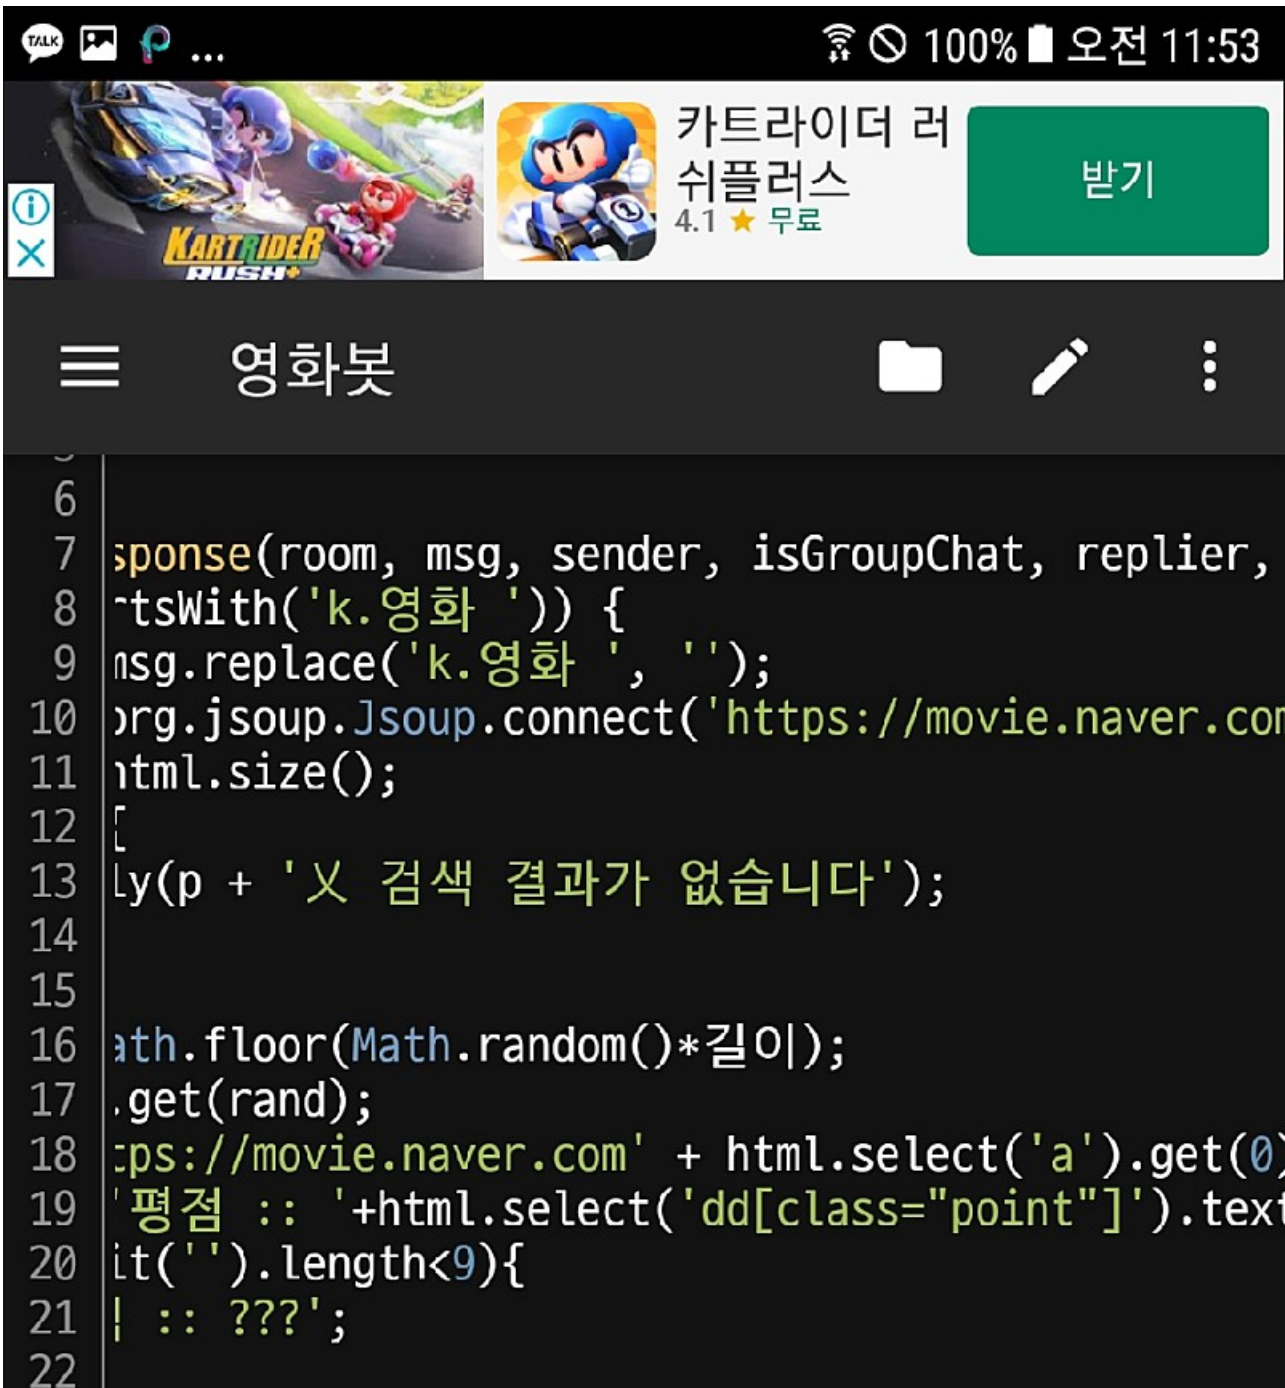 TALK ... 100% 오전 11:53
KARTRIDER
RUSH+
카트라이더 러
쉬플러스
4.1 ★ 무료
받기
영화봇
6
7 sponse(room, msg, sender, isGroupChat, replier,
8 rtsWith('k.영화 ')) {
9 msg.replace('k.영화 ', '');
10 org.jsoup.Jsoup.connect('https://movie.naver.com
11 html.size();
12 {
13 ly(p + '乂 검색 결과가 없습니다');
14
15
16 ath.floor(Math.random()*길이);
17 .get(rand);
18 tps://movie.naver.com' + html.select('a').get(0)
19 '평점 :: '+html.select('dd[class="point"]').text
20 it('').length<9){
21 :: ???';
22